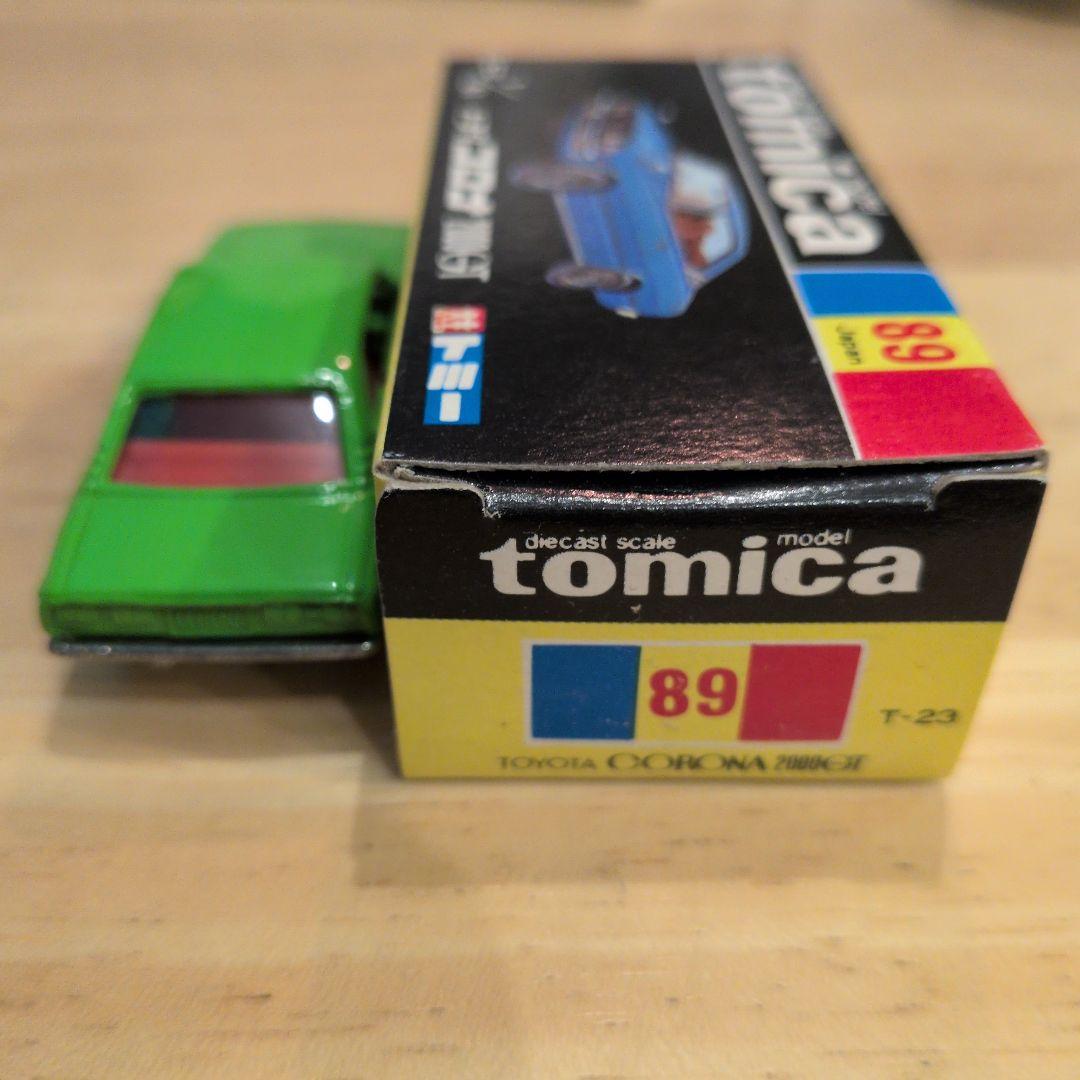 tomica
89
Japan
トミー
diecast scale model
tomica
89
T-23
TOYOTA CORONA 2000GT